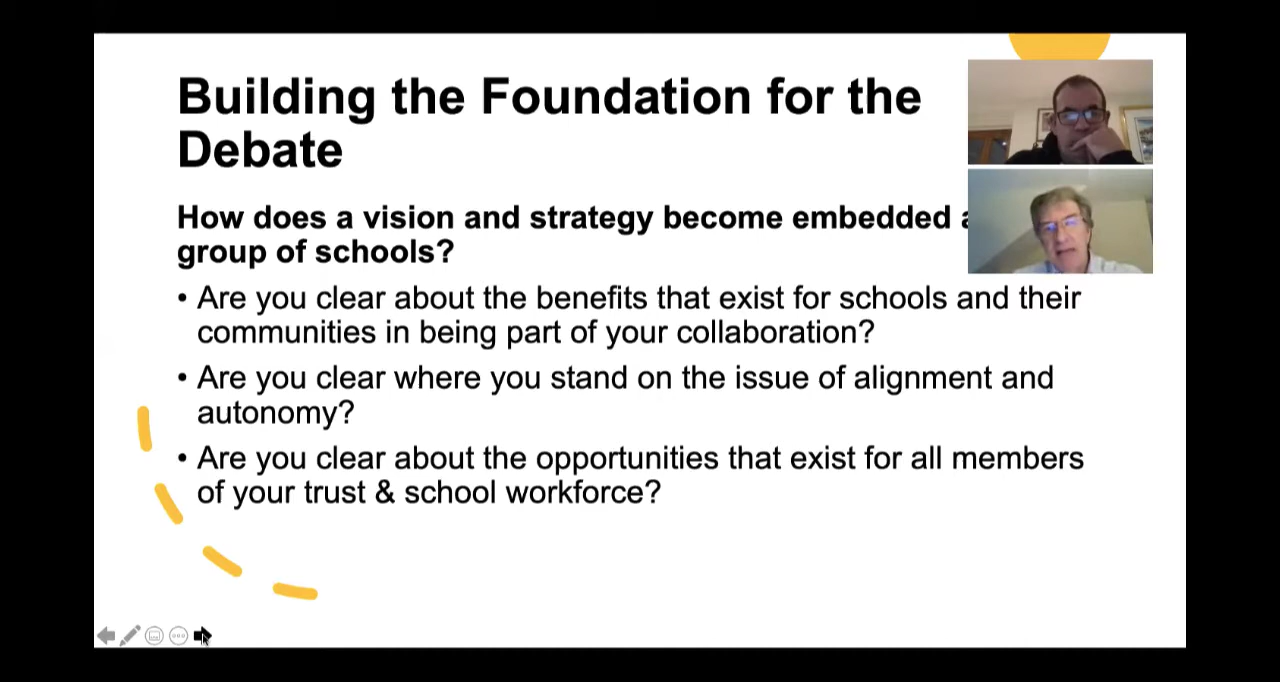 Building the Foundation for the
Debate
How does a vision and strategy become embedded
group of schools?
• Are you clear about the benefits that exist for schools and their
communities in being part of your collaboration?
• Are you clear where you stand on the issue of alignment and
autonomy?
• Are you clear about the opportunities that exist for all members
of your trust & school workforce?